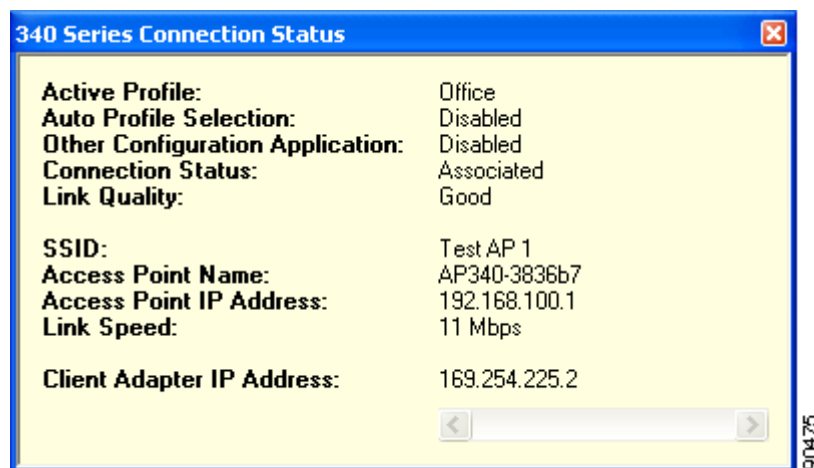 340 Series Connection Status
Active Profile: Office
Auto Profile Selection: Disabled
Other Configuration Application: Disabled
Connection Status: Associated
Link Quality: Good
SSID: Test AP 1
Access Point Name: AP340-3836b7
Access Point IP Address: 192.168.100.1
Link Speed: 11 Mbps
Client Adapter IP Address: 169.254.225.2
90475